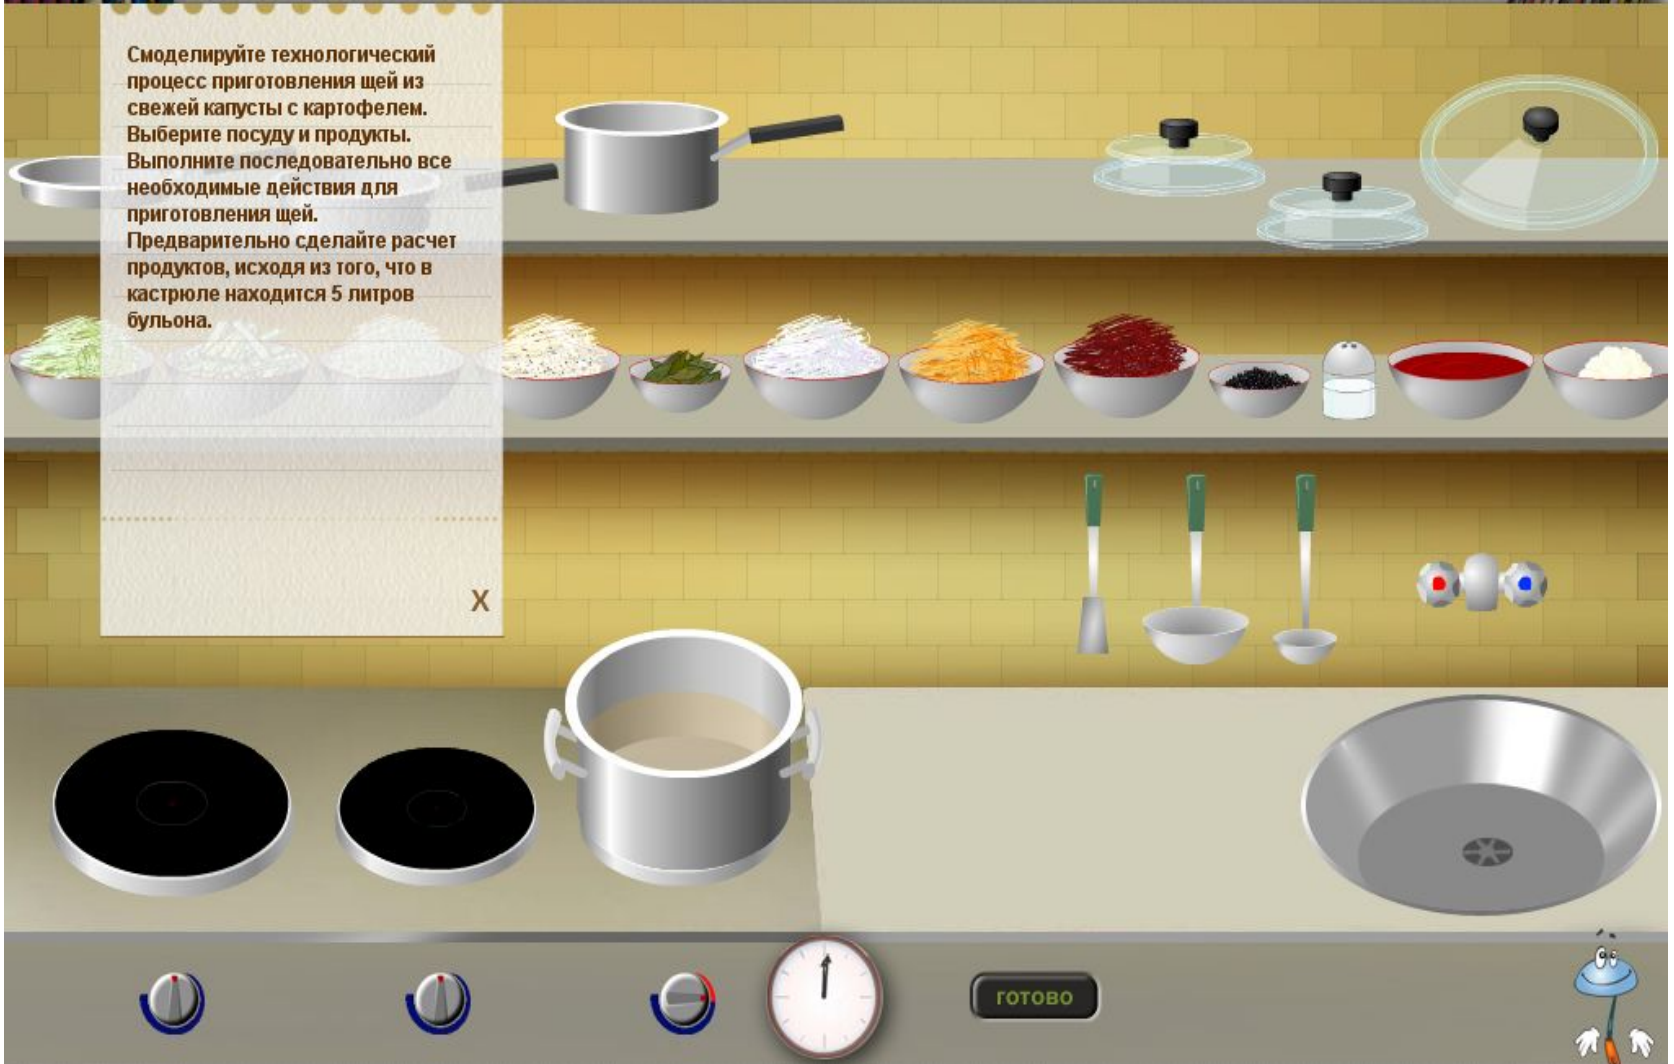 Смоделируйте технологический
процесс приготовления щей из
свежей капусты с картофелем.
Выберите посуду и продукты.
Выполните последовательно все
необходимые действия для
приготовления щей.
Предварительно сделайте расчет
продуктов, исходя из того, что в
кастрюле находится 5 литров
бульона.
X
ГОТОВО